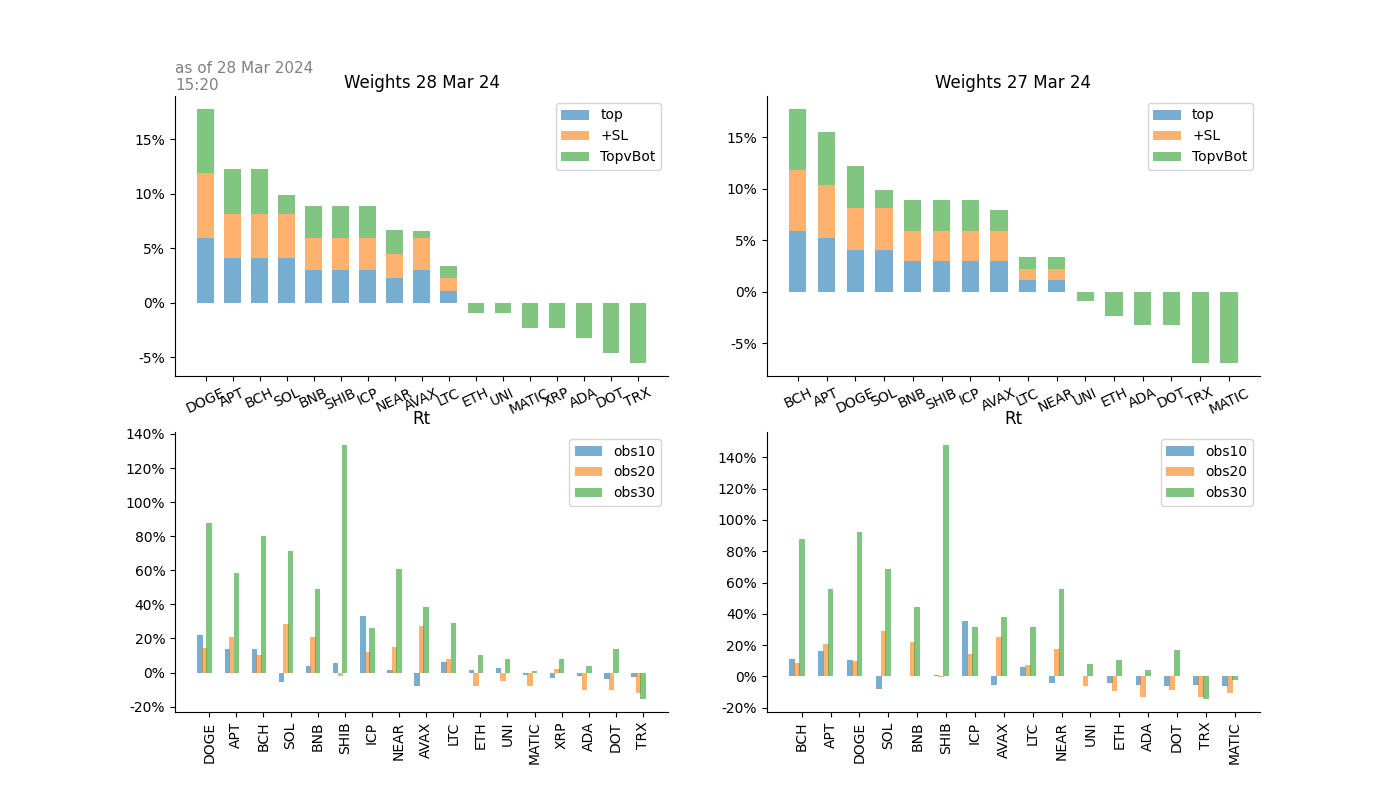 as of 28 Mar 2024
15:20
Weights 28 Mar 24
top
+SL
TopvBot
15%
10%
5%
0%
-5%
DOGE APT BCH SOL BNB SHIB ICP NEAR AVAX LTC ETH UNI MATIC XRP ADA DOT TRX
Weights 27 Mar 24
top
+SL
TopvBot
15%
10%
5%
0%
-5%
BCH APT DOGE SOL BNB SHIB ICP AVAX LTC NEAR UNI ETH ADA DOT TRX MATIC
Rt
obs10
obs20
obs30
140%
120%
100%
80%
60%
40%
20%
0%
-20%
DOGE APT BCH SOL BNB SHIB ICP NEAR AVAX LTC ETH UNI MATIC XRP ADA DOT TRX
Rt
obs10
obs20
obs30
140%
120%
100%
80%
60%
40%
20%
0%
-20%
BCH APT DOGE SOL BNB SHIB ICP AVAX LTC NEAR UNI ETH ADA DOT TRX MATIC